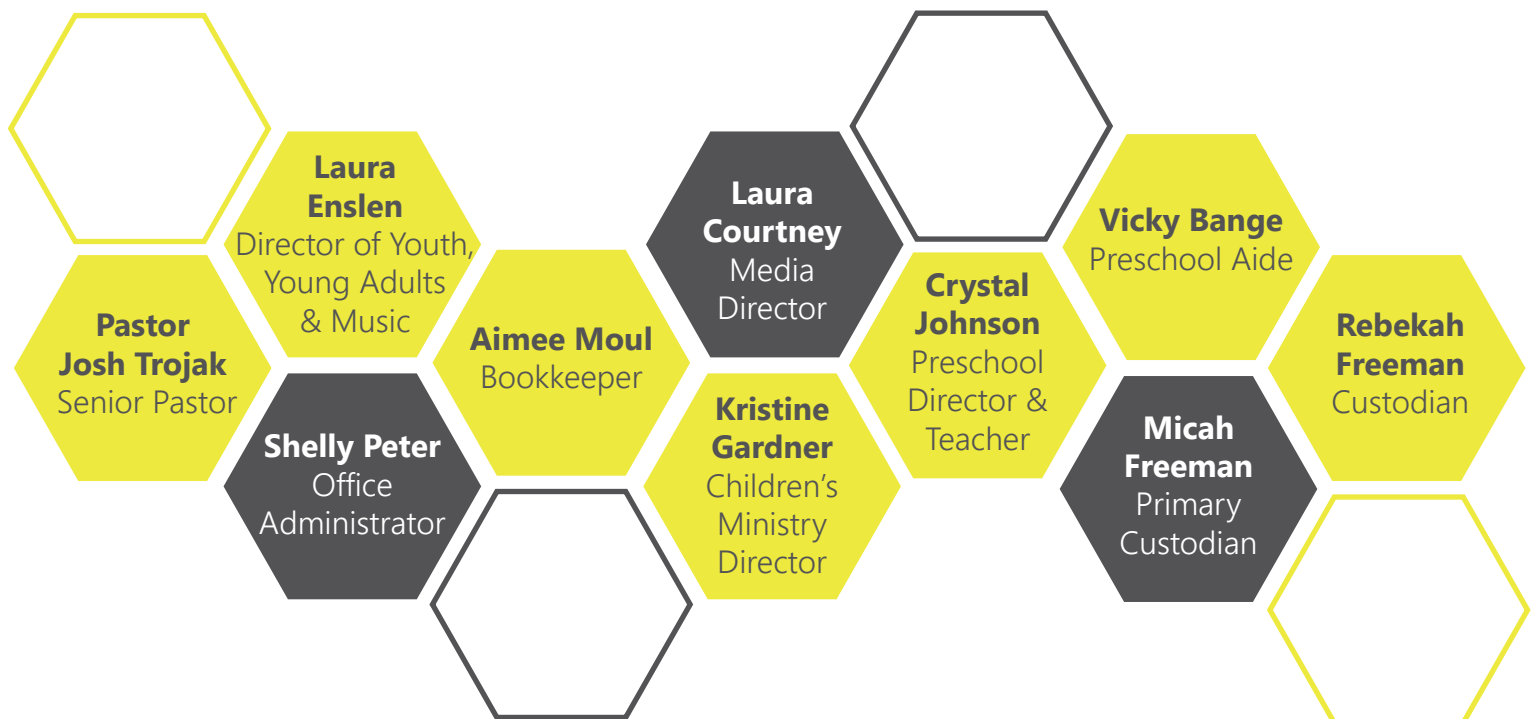 Laura
Enslen
Director of Youth,
Young Adults
& Music
Pastor
Josh Trojak
Senior Pastor
Shelly Peter
Office
Administrator
Aimee Moul
Bookkeeper
Laura
Courtney
Media
Director
Kristine
Gardner
Children’s
Ministry
Director
Crystal
Johnson
Preschool
Director &
Teacher
Vicky Bange
Preschool Aide
Micah
Freeman
Primary
Custodian
Rebekah
Freeman
Custodian